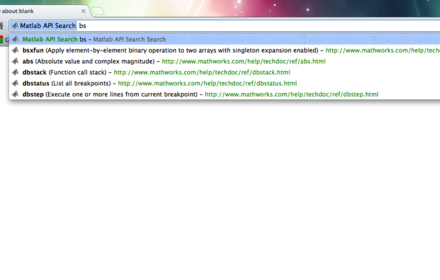 about blank
Matlab API Search bs
Matlab API Search bs – Matlab API Search Search
bsxfun (Apply element-by-element binary operation to two arrays with singleton expansion enabled) – http://www.mathworks.com/help/techdoc/re
abs (Absolute value and complex magnitude) – http://www.mathworks.com/help/techdoc/ref/abs.html
dbstack (Function call stack) – http://www.mathworks.com/help/techdoc/ref/dbstack.html
dbstatus (List all breakpoints) – http://www.mathworks.com/help/techdoc/ref/dbstatus.html
dbstep (Execute one or more lines from current breakpoint) – http://www.mathworks.com/help/techdoc/ref/dbstep.html